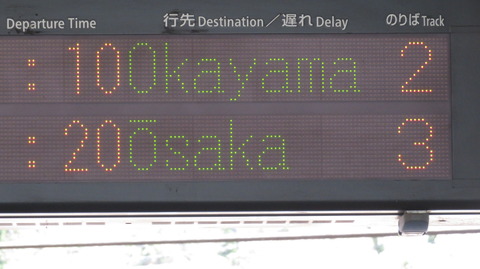 Departure Time 行先 Destination／遅れ Delay のりば Track
:10 Okayama 2
:20 Ōsaka 3